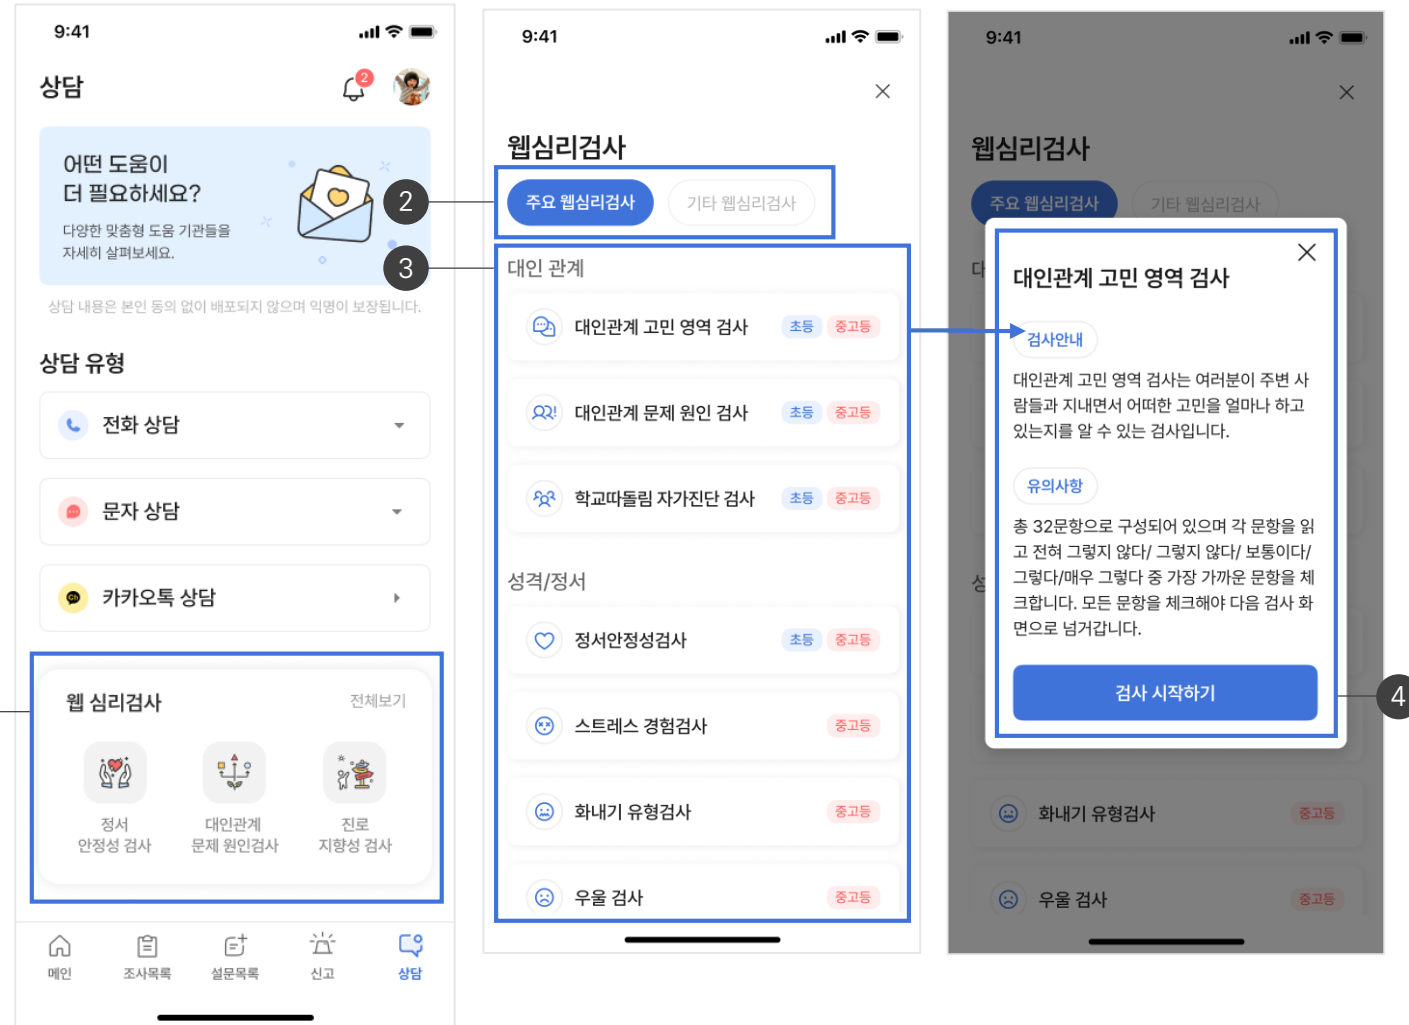 9:41
상담
2
어떤 도움이
더 필요하세요?
다양한 맞춤형 도움 기관들을
자세히 살펴보세요.
상담 내용은 본인 동의 없이 배포되지 않으며 익명이 보장됩니다.
상담 유형
전화 상담
문자 상담
Ch
카카오톡 상담
웹 심리검사
전체보기
정서
안정성 검사
대인관계
문제 원인검사
진로
지향성 검사
메인
조사목록
설문목록
신고
상담
9:41
웹심리검사
2
주요 웹심리검사
기타 웹심리검사
3
대인 관계
대인관계 고민 영역 검사 초등 중고등
대인관계 문제 원인 검사 초등 중고등
학교따돌림 자가진단 검사 초등 중고등
성격/정서
정서안정성검사 초등 중고등
스트레스 경험검사 중고등
화내기 유형검사 중고등
우울 검사 중고등
9:41
웹심리검사
주요 웹심리검사
기타 웹심리검사
대
대인관계 고민 영역 검사
검사안내
대인관계 고민 영역 검사는 여러분이 주변 사
람들과 지내면서 어떠한 고민을 얼마나 하고
있는지를 알 수 있는 검사입니다.
유의사항
총 32문항으로 구성되어 있으며 각 문항을 읽
고 전혀 그렇지 않다/ 그렇지 않다/ 보통이다/
그렇다/매우 그렇다 중 가장 가까운 문항을 체
크합니다. 모든 문항을 체크해야 다음 검사 화
면으로 넘겨갑니다.
검사 시작하기
4
성
화내기 유형검사 중고등
우울 검사 중고등